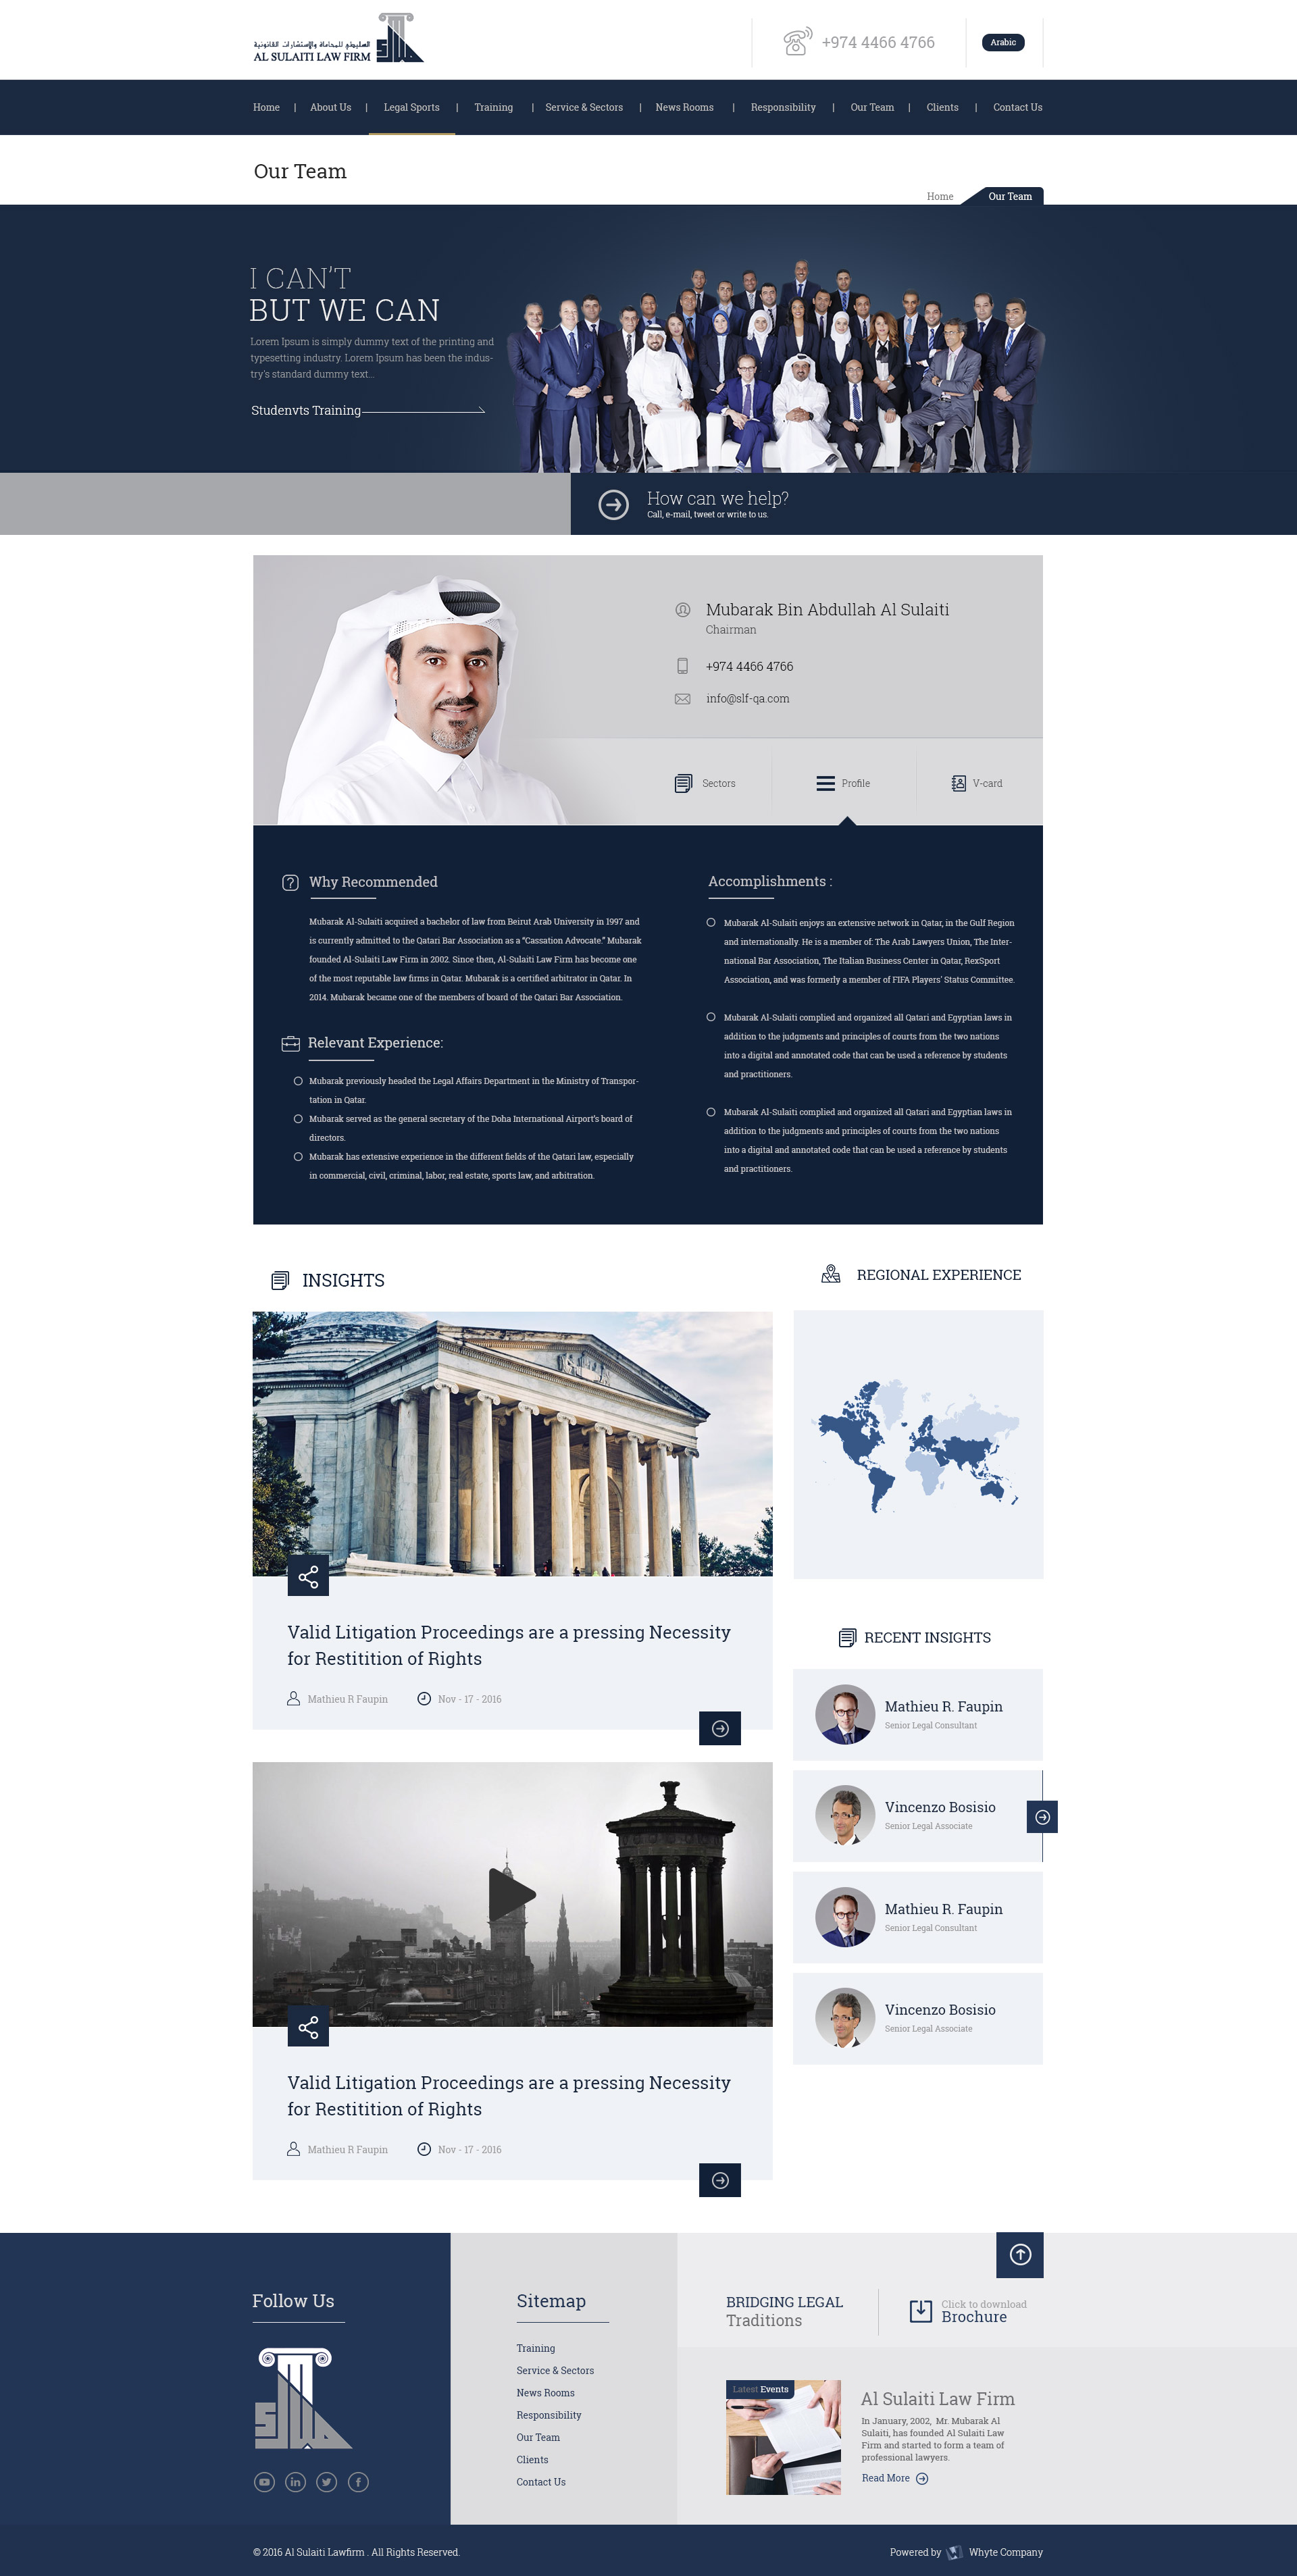 السليطي للمحاماة والإستشارات القانونية
AL SULAITI LAW FIRM
+974 4466 4766
Arabic
Home | About Us | Legal Sports | Training | Service & Sectors | News Rooms | Responsibility | Our Team | Clients | Contact Us
Our Team
Home
Our Team
I CAN'T
BUT WE CAN
Lorem Ipsum is simply dummy text of the printing and
typesetting industry. Lorem Ipsum has been the indus-
try's standard dummy text...
Studenvts Training
How can we help?
Call, e-mail, tweet or write to us.
Mubarak Bin Abdullah Al Sulaiti
Chairman
+974 4466 4766
info@slf-qa.com
Sectors
Profile
V-card
Why Recommended
Mubarak Al-Sulaiti acquired a bachelor of law from Beirut Arab University in 1997 and
is currently admitted to the Qatari Bar Association as a “Cassation Advocate.” Mubarak
founded Al-Sulaiti Law Firm in 2002. Since then, Al-Sulaiti Law Firm has become one
of the most reputable law firms in Qatar. Mubarak is a certified arbitrator in Qatar. In
2014. Mubarak became one of the members of board of the Qatari Bar Association.
Relevant Experience:
Mubarak previously headed the Legal Affairs Department in the Ministry of Transpor-
tation in Qatar.
Mubarak served as the general secretary of the Doha International Airport's board of
directors.
Mubarak has extensive experience in the different fields of the Qatari law, especially
in commercial, civil, criminal, labor, real estate, sports law, and arbitration.
Accomplishments :
Mubarak Al-Sulaiti enjoys an extensive network in Qatar, in the Gulf Region
and internationally. He is a member of: The Arab Lawyers Union, The Inter-
national Bar Association, The Italian Business Center in Qatar, RexSport
Association, and was formerly a member of FIFA Players' Status Committee.
Mubarak Al-Sulaiti complied and organized all Qatari and Egyptian laws in
addition to the judgments and principles of courts from the two nations
into a digital and annotated code that can be used a reference by students
and practitioners.
Mubarak Al-Sulaiti complied and organized all Qatari and Egyptian laws in
addition to the judgments and principles of courts from the two nations
into a digital and annotated code that can be used a reference by students
and practitioners.
INSIGHTS
Valid Litigation Proceedings are a pressing Necessity
for Restitition of Rights
Mathieu R Faupin
Nov - 17 - 2016
Valid Litigation Proceedings are a pressing Necessity
for Restitition of Rights
Mathieu R Faupin
Nov - 17 - 2016
REGIONAL EXPERIENCE
RECENT INSIGHTS
Mathieu R. Faupin
Senior Legal Consultant
Vincenzo Bosisio
Senior Legal Associate
Mathieu R. Faupin
Senior Legal Consultant
Vincenzo Bosisio
Senior Legal Associate
Follow Us
Sitemap
Training
Service & Sectors
News Rooms
Responsibility
Our Team
Clients
Contact Us
BRIDGING LEGAL
Traditions
Click to download
Brochure
Latest Events
Al Sulaiti Law Firm
In January, 2002, Mr. Mubarak Al
Sulaiti, has founded Al Sulaiti Law
Firm and started to form a team of
professional lawyers.
Read More
© 2016 Al Sulaiti Lawfirm . All Rights Reserved.
Powered by Whyte Company